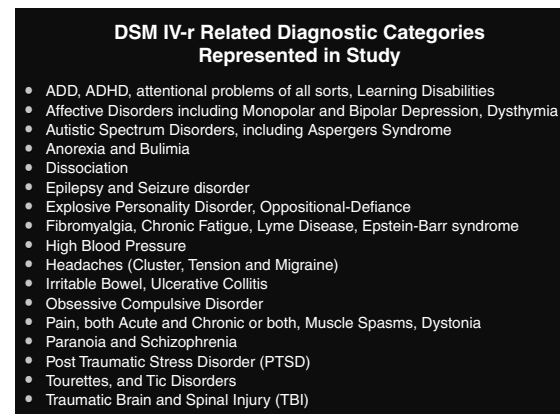 DSM IV-r Related Diagnostic Categories
Represented in Study
• ADD, ADHD, attentional problems of all sorts, Learning Disabilities
• Affective Disorders including Monopolar and Bipolar Depression, Dysthymia
• Autistic Spectrum Disorders, including Aspergers Syndrome
• Anorexia and Bulimia
• Dissociation
• Epilepsy and Seizure disorder
• Explosive Personality Disorder, Oppositional-Defiance
• Fibromyalgia, Chronic Fatigue, Lyme Disease, Epstein-Barr syndrome
• High Blood Pressure
• Headaches (Cluster, Tension and Migraine)
• Irritable Bowel, Ulcerative Collitis
• Obsessive Compulsive Disorder
• Pain, both Acute and Chronic or both, Muscle Spasms, Dystonia
• Paranoia and Schizophrenia
• Post Traumatic Stress Disorder (PTSD)
• Tourettes, and Tic Disorders
• Traumatic Brain and Spinal Injury (TBI)